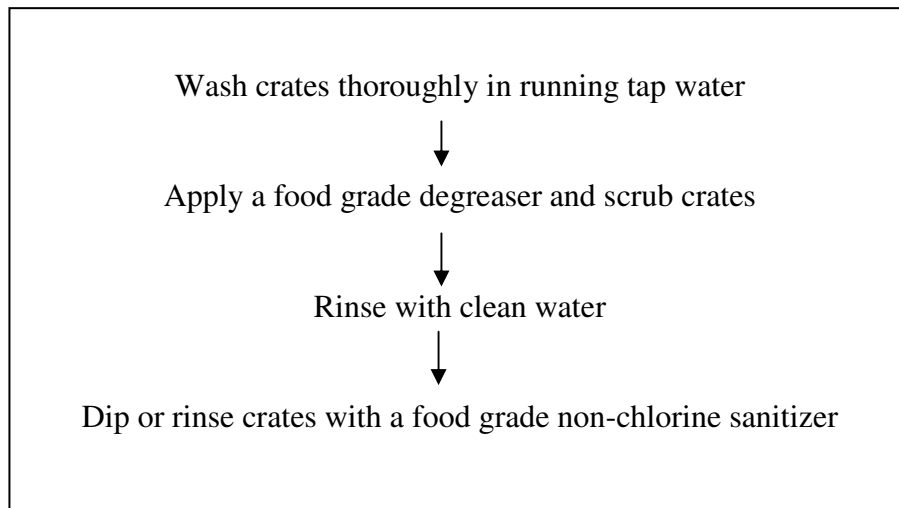 Wash crates thoroughly in running tap water
Apply a food grade degreaser and scrub crates
Rinse with clean water
Dip or rinse crates with a food grade non-chlorine sanitizer